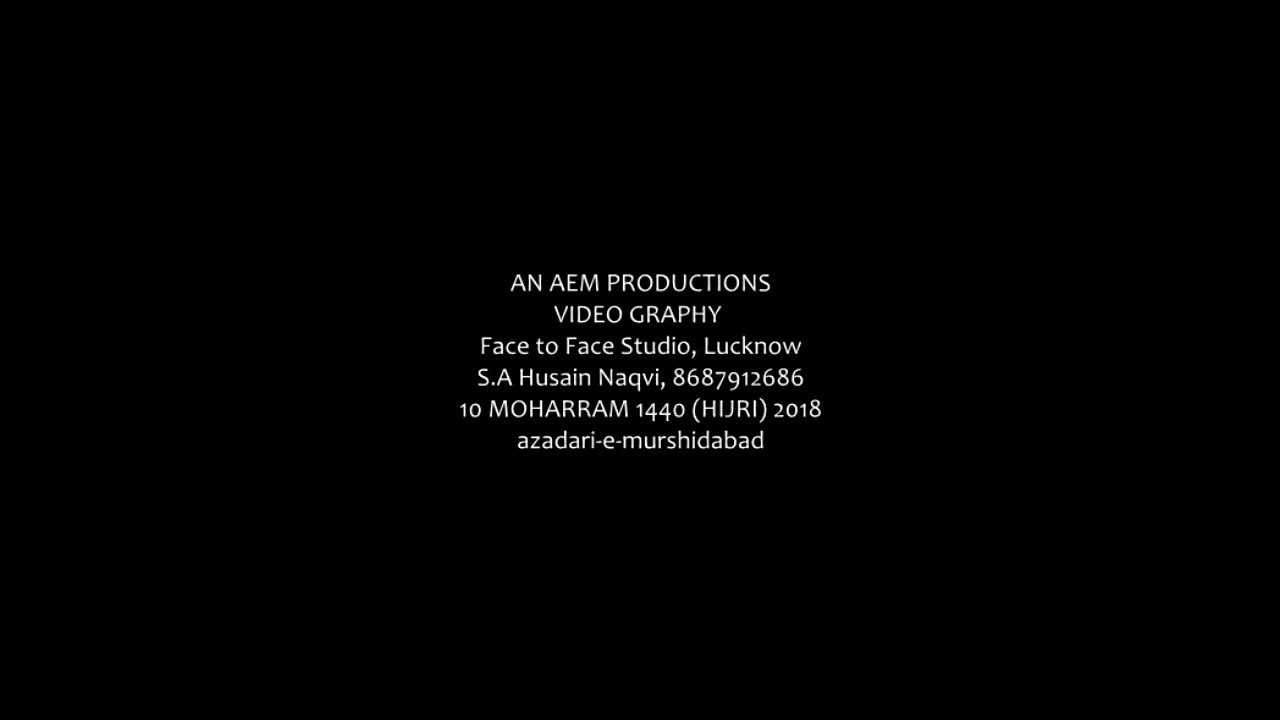 AN AEM PRODUCTIONS
VIDEO GRAPHY
Face to Face Studio, Lucknow
S.A Husain Naqvi, 8687912686
10 MOHARRAM 1440 (HIJRI) 2018
azadari-e-murshidabad